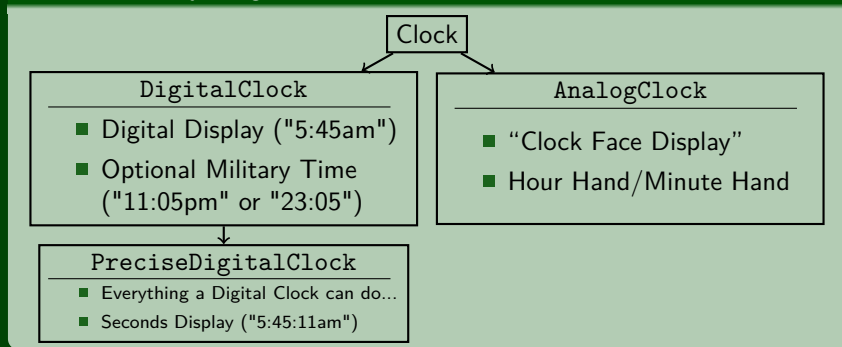 Clock
DigitalClock
Digital Display ("5:45am")
Optional Military Time
("11:05pm" or "23:05")
AnalogClock
“Clock Face Display”
Hour Hand/Minute Hand
PreciseDigitalClock
Everything a Digital Clock can do...
Seconds Display ("5:45:11am")